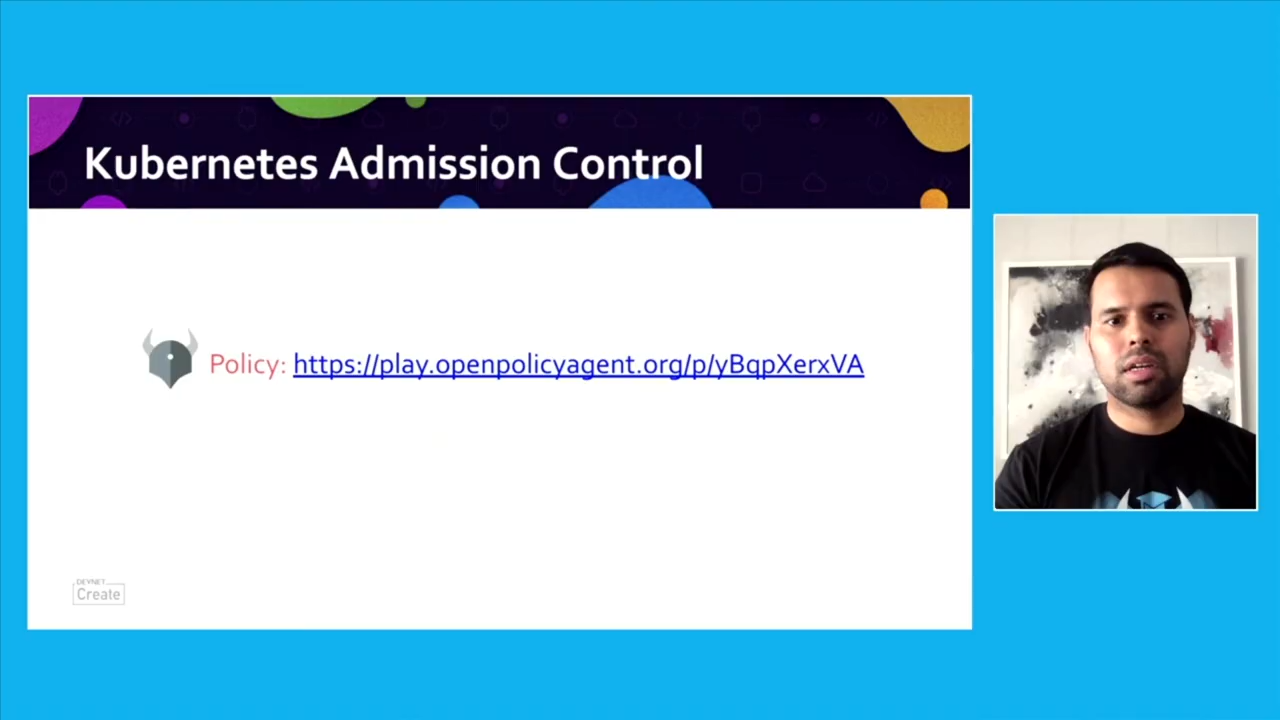 Kubernetes Admission Control
Policy: https://play.openpolicyagent.org/p/yBqpXerxVA
DEVNET
Create